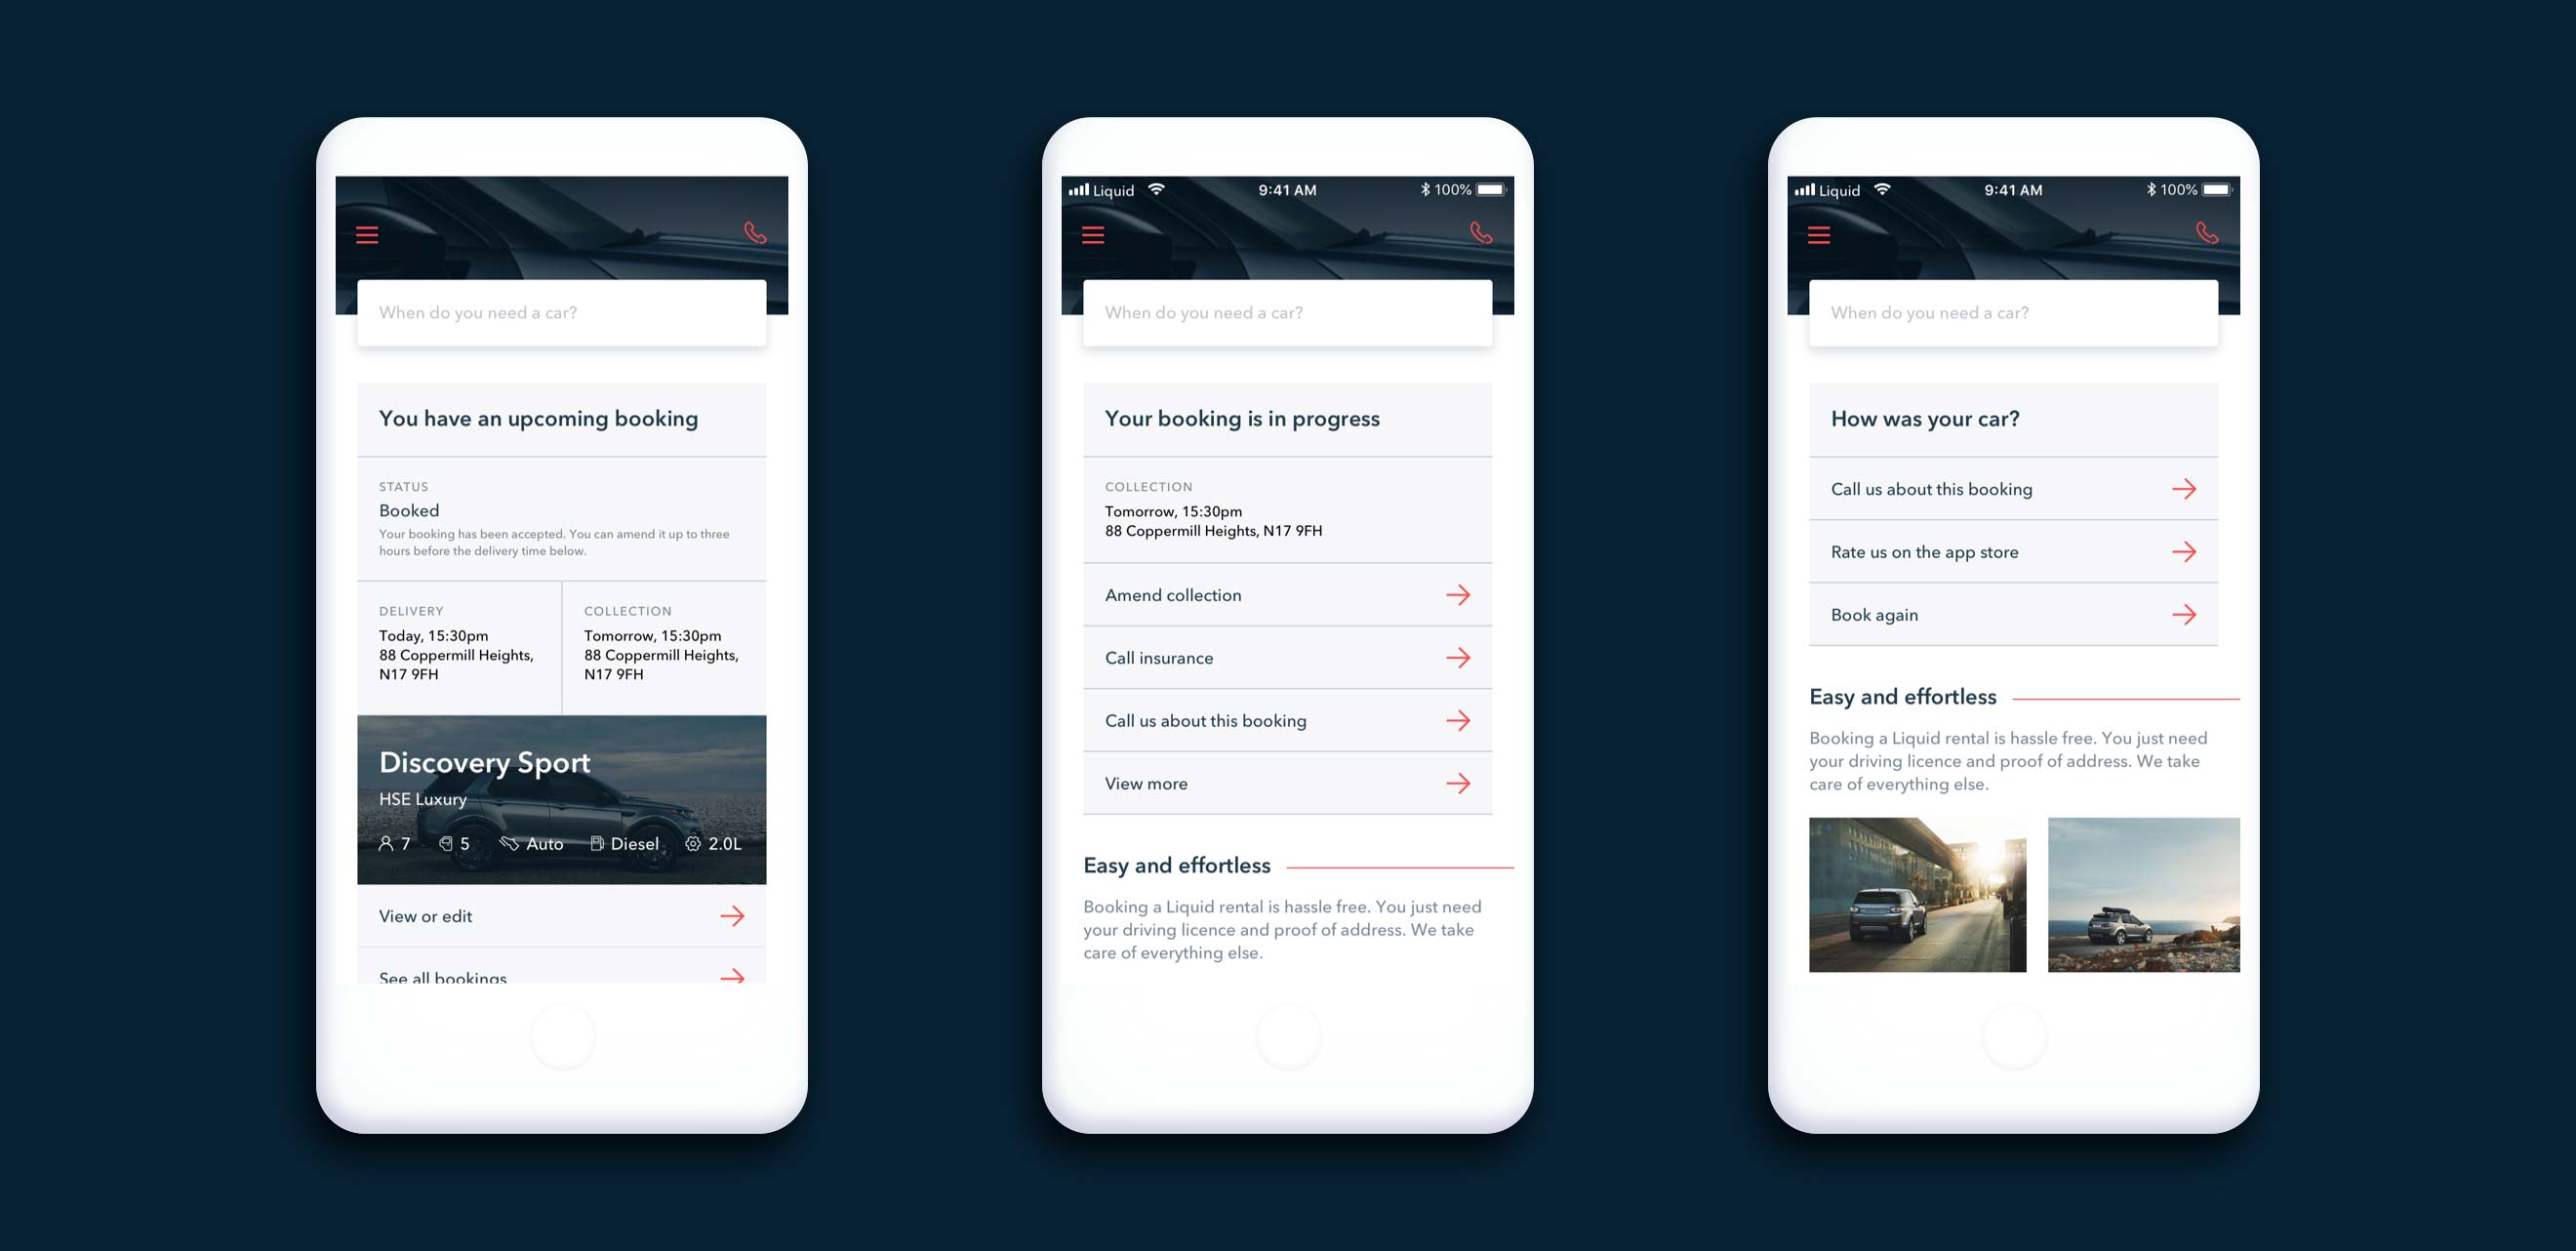 When do you need a car?
You have an upcoming booking
STATUS
Booked
Your booking has been accepted. You can amend it up to three
hours before the delivery time below.
DELIVERY
Today, 15:30pm
88 Coppermill Heights,
N17 9FH
COLLECTION
Tomorrow, 15:30pm
88 Coppermill Heights,
N17 9FH
Discovery Sport
HSE Luxury
7 5 Auto Diesel 2.0L
View or edit
See all bookings
Liquid 9:41 AM 100%
When do you need a car?
Your booking is in progress
COLLECTION
Tomorrow, 15:30pm
88 Coppermill Heights, N17 9FH
Amend collection
Call insurance
Call us about this booking
View more
Easy and effortless
Booking a Liquid rental is hassle free. You just need
your driving licence and proof of address. We take
care of everything else.
Liquid 9:41 AM 100%
When do you need a car?
How was your car?
Call us about this booking
Rate us on the app store
Book again
Easy and effortless
Booking a Liquid rental is hassle free. You just need
your driving licence and proof of address. We take
care of everything else.